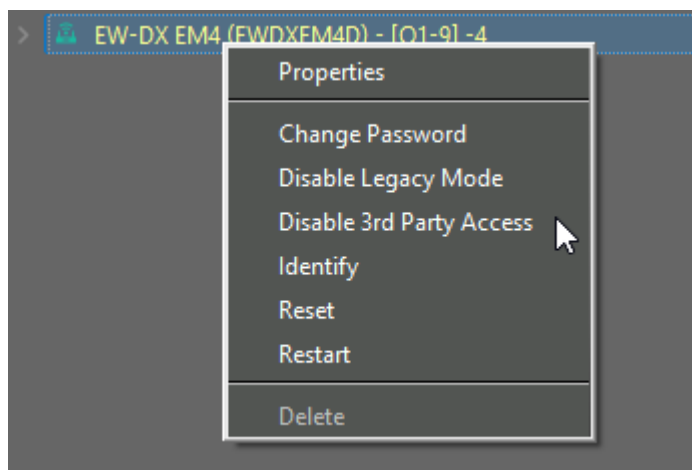 EW-DX EM4 (EWDXEM4D) - [Q1-9] -4
Properties
Change Password
Disable Legacy Mode
Disable 3rd Party Access
Identify
Reset
Restart
Delete